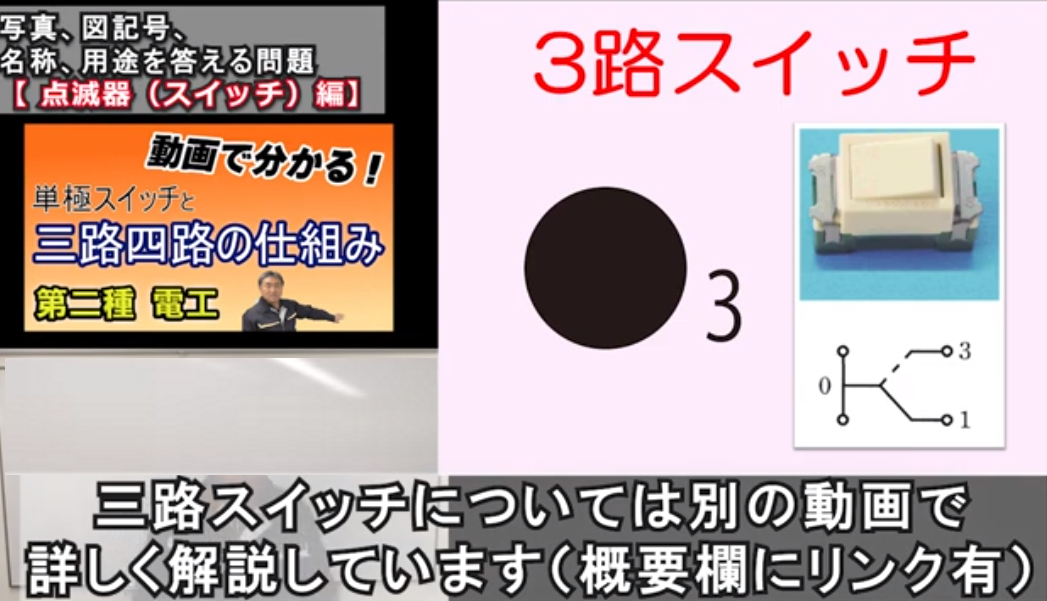 写真、図記号、
名称、用途を答える問題
【 点滅器（スイッチ）編】
動画で分かる！
単極スイッチと
三路四路の仕組み
第二種 電工
3路スイッチ
3
0
3
1
三路スイッチについては別の動画で
詳しく解説しています（概要欄にリンク有）